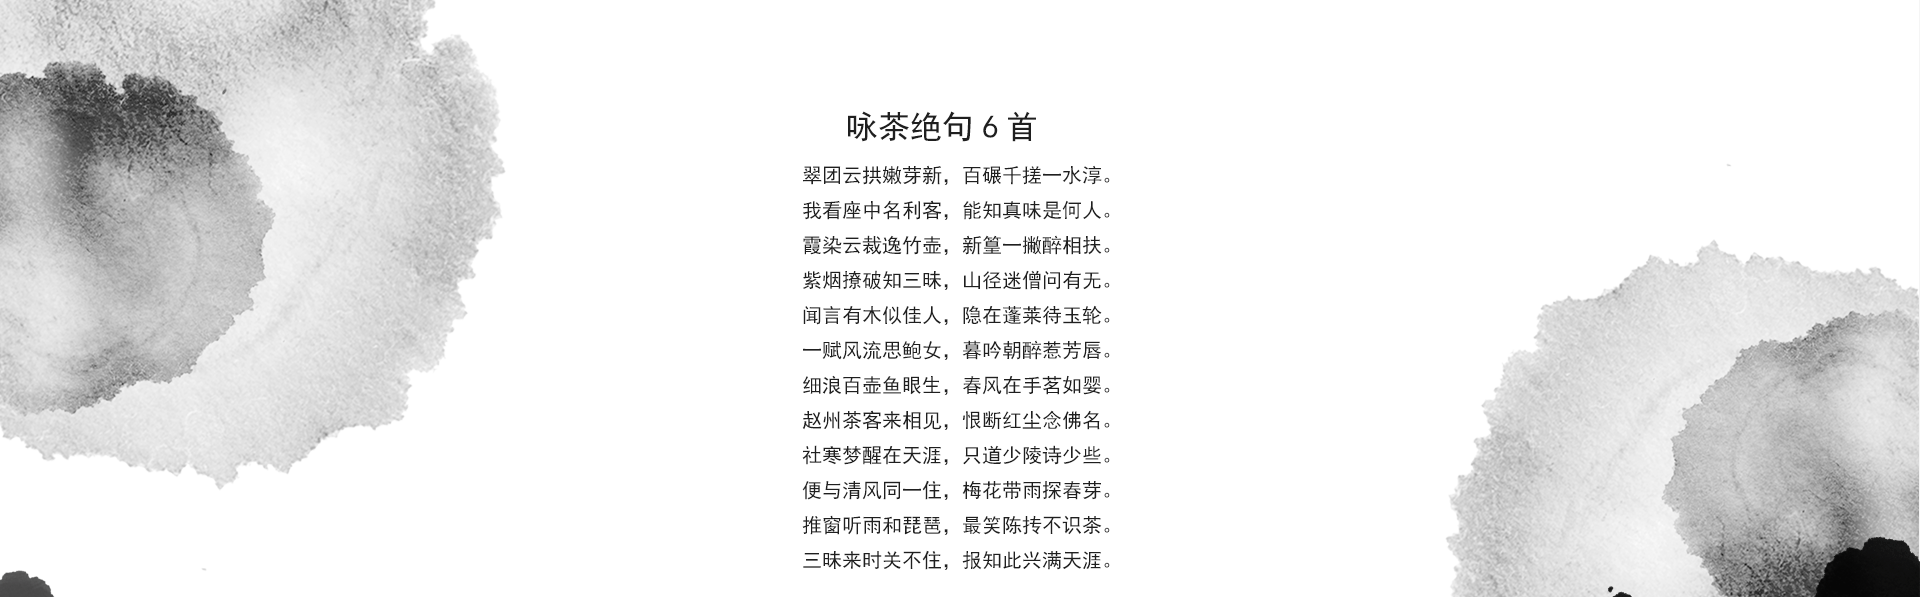 咏茶绝句6首
翠团云拱嫩芽新，百碾千搓一水淳。
我看座中名利客，能知真味是何人。
霞染云裁逸竹壶，新篁一撇醉相扶。
紫烟撩破知三昧，山径迷僧问有无。
闻言有木似佳人，隐在蓬莱待玉轮。
一赋风流思鲍女，暮吟朝醉惹芳唇。
细浪百壶鱼眼生，春风在手茗如婴。
赵州茶客来相见，恨断红尘念佛名。
社寒梦醒在天涯，只道少陵诗少些。
便与清风同一住，梅花带雨探春芽。
推窗听雨和琵琶，最笑陈抟不识茶。
三昧来时关不住，报知此兴满天涯。